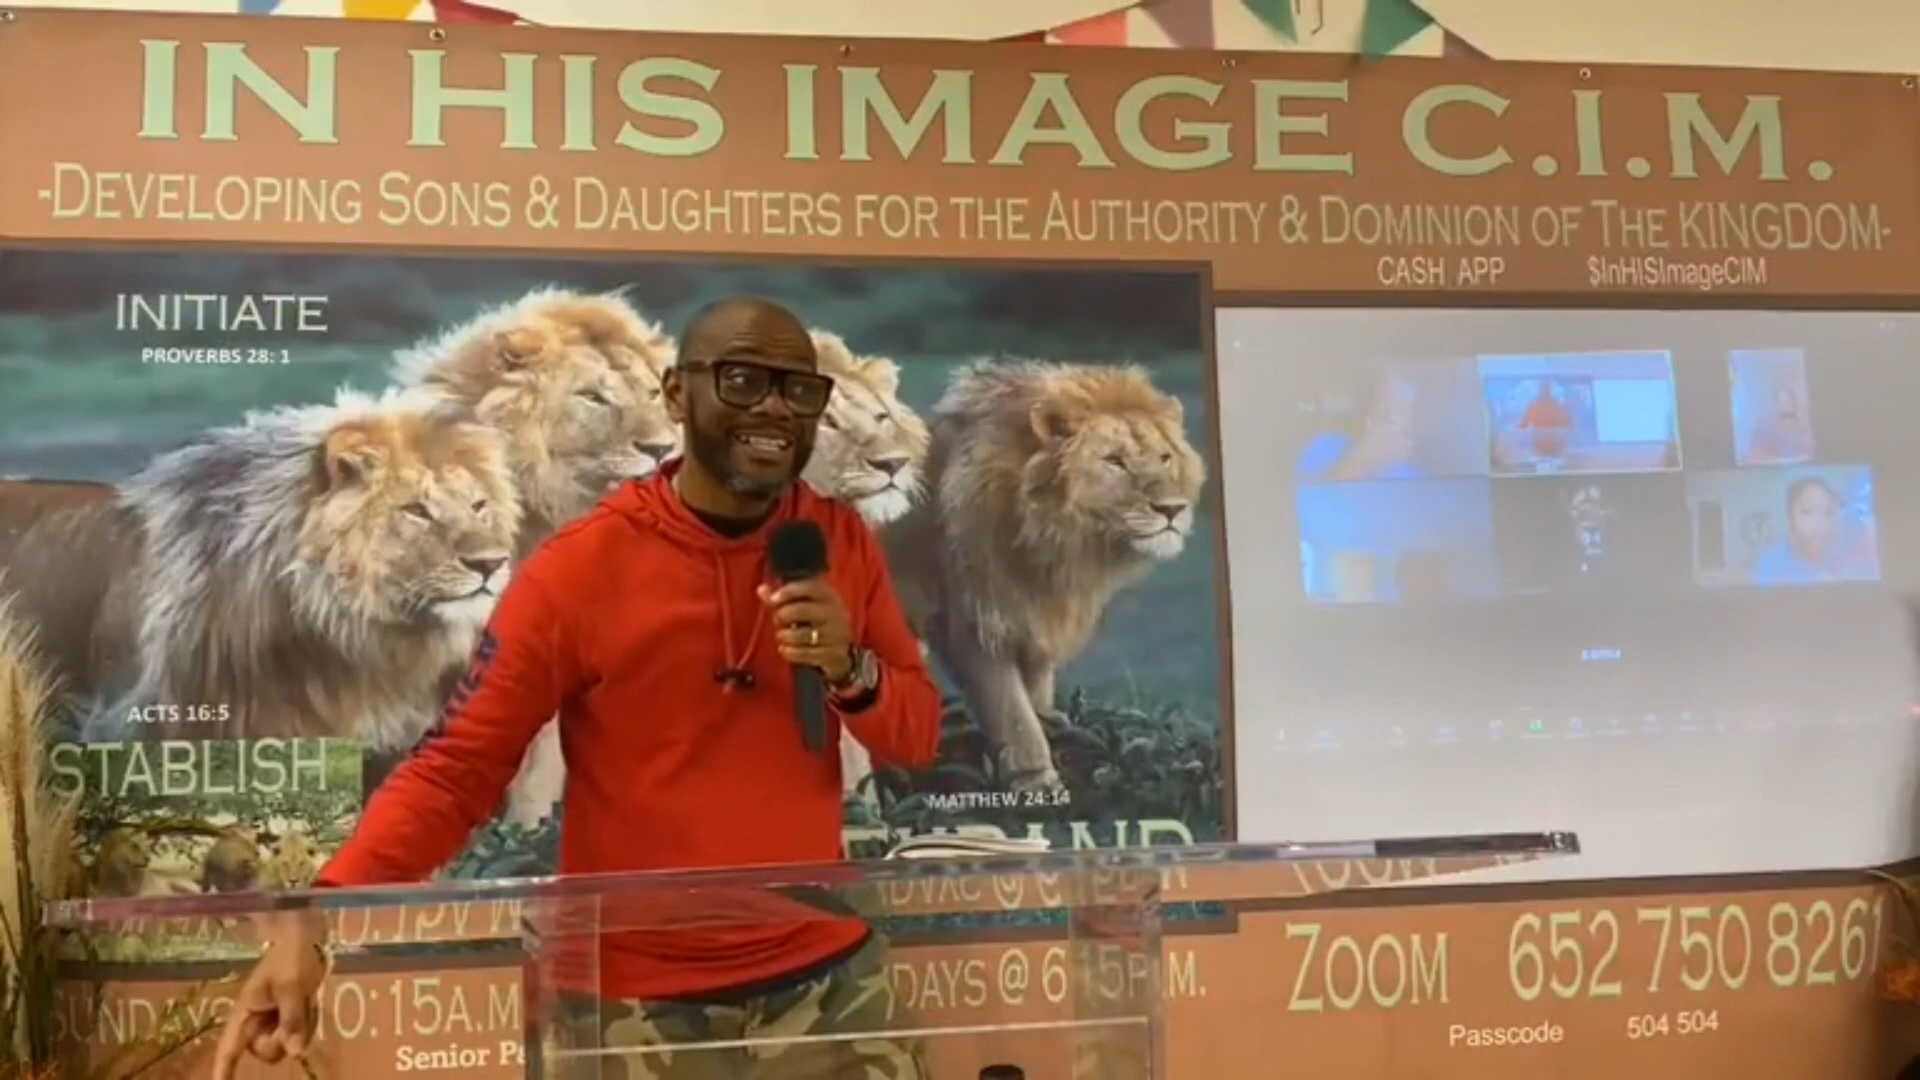 IN HIS IMAGE C.I.M.
-DEVELOPING SONS & DAUGHTERS FOR THE AUTHORITY & DOMINION OF THE KINGDOM-
CASH APP $InHISImageCIM
INITIATE
PROVERBS 28: 1
ACTS 16:5
STABLISH
MATTHEW 24:14
SUNDAYS 10:15A.M
DAYS @ 6 15P.M.
Senior
ZOOM 652 750 8261
Passcode 504 504